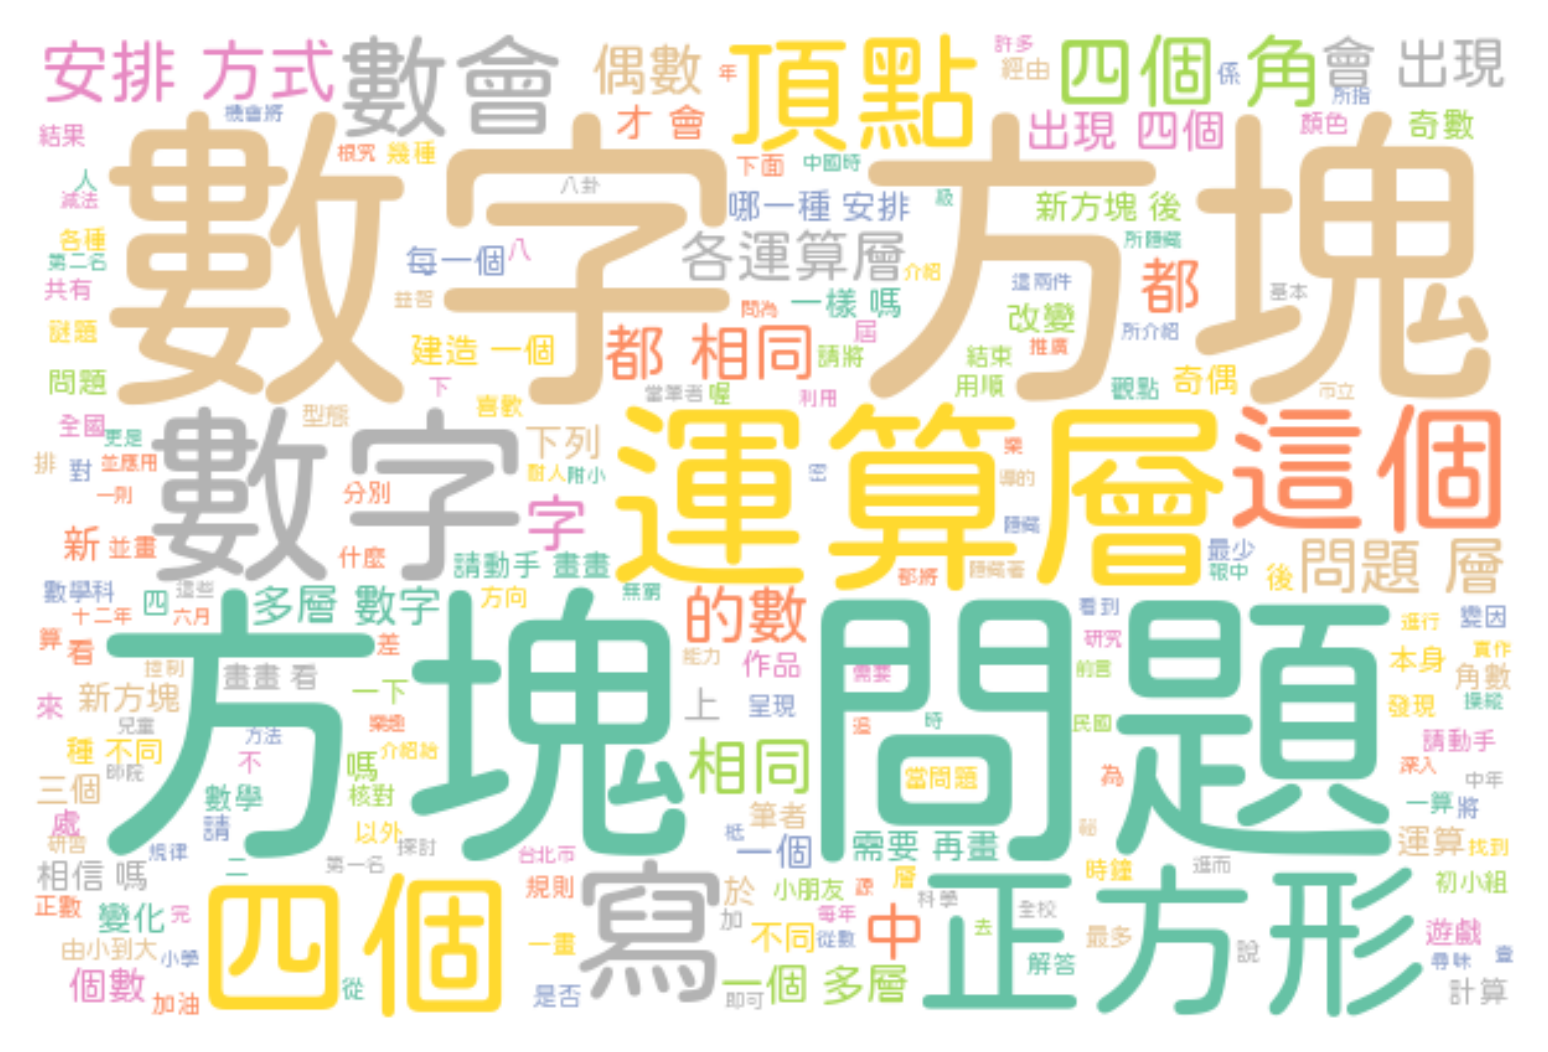 安排 方式 數會 偶數 年 頂點 許多 經由 四個 角 係 會 出現 所指
機會將 結果 根究 幾種 才 會 下面 中國時 出現 四個 顏色 奇數
數字 方塊
人 減法 八卦 哪一種 安排 級 新方塊 後
各種 第二名 每一個 八 各運算層 介紹 所隱藏 都
共有 益智 問為 一樣 嗎 這兩件 基本
謎題 建造 一個 都 相同 屆 請將 改變 所介紹 結束 推廣
問題 下 當筆者 喔 利用 用順 觀點 奇偶 市立
全國 更是 型態 喜歡
數字 下列 運算層 這個
排 對 並應用 一則 分別 耐人 附小 字 樂 導的 隱藏
新 並畫 什麼 請動手 畫畫 都將 隱藏著 最少 報中 後 問題 層
數學科 這些 四 十二年 六月 多層 數字 方向 無窮 的數 看到 變因
方塊 問題
算 看 差 能力 作品 需要 研究 前言 進行 實作 本身 角數
控制 畫畫 看 新方塊 一下 上 呈現 時 民國 發現 操縱
來 兒童 方法 樂趣 介紹給 請動手
種 不同 師院 不 嗎 相同 當問題 為 深入 中年
三個 數學 核對 一算 將
處 研習 請 以外 筆者 運算 找到
規律 探討 一個 需要 再畫
相信 嗎 二 第一名 台北市 時鐘 進而 初小組
正數 變化 完 四個 規則 寫 於 小朋友 源 層 科學 正方形
加 每年 全校 遊戲
由小到大 小學 一畫 不同 從數 中 去 最多 說 尋味 壹
個數 加油 從 是否 一個 多層 即可 解答 計算